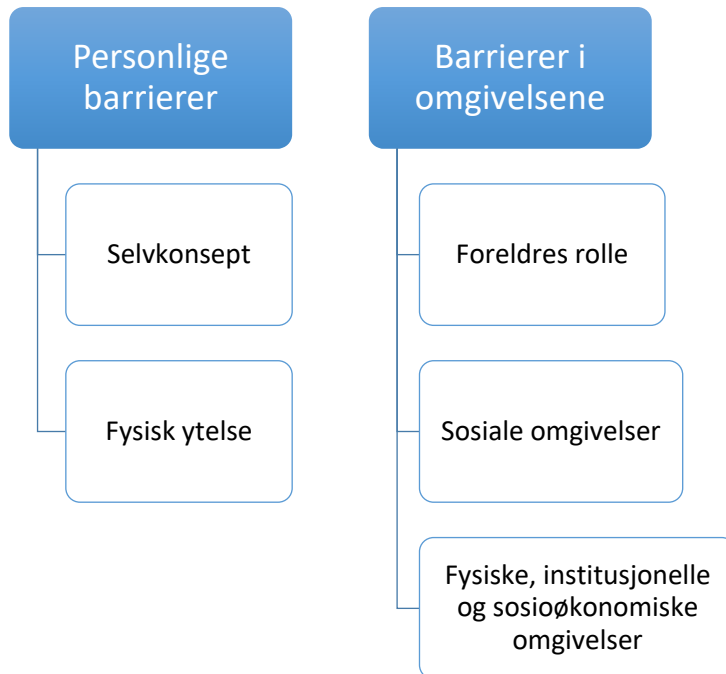 Personlige
barrierer
Selvkonsept
Fysisk ytelse
Barrierer i
omgivelsene
Foreldres rolle
Sosiale omgivelser
Fysiske, institusjonelle
og sosioøkonomiske
omgivelser